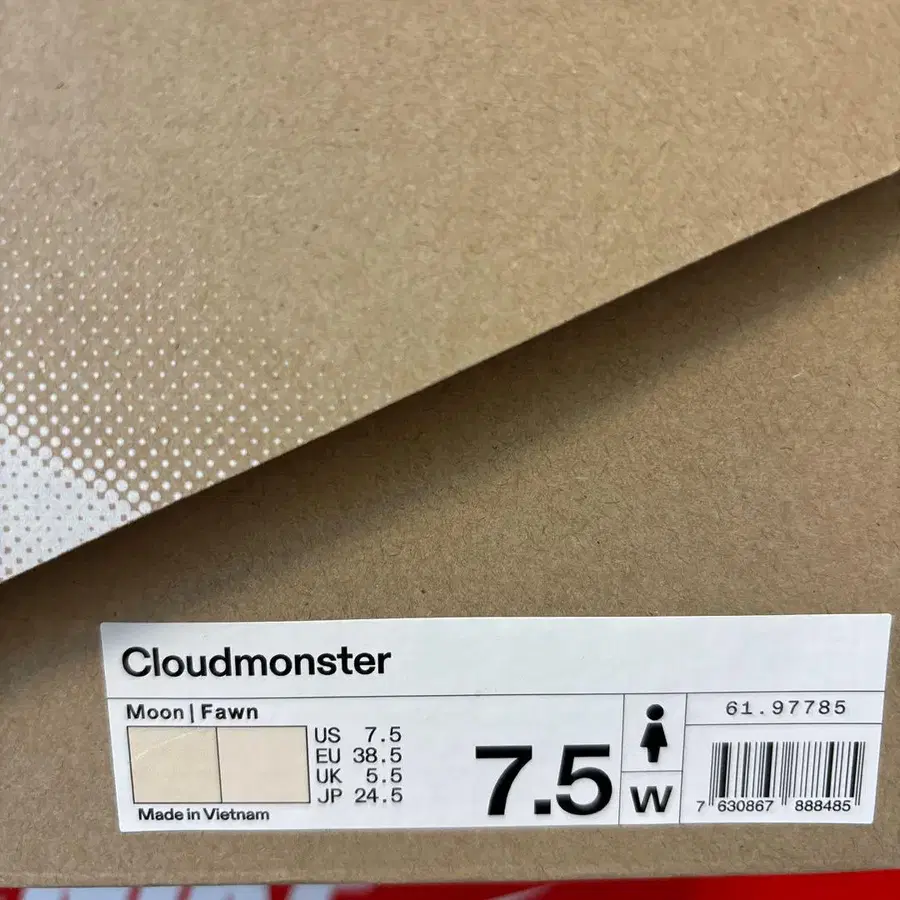 Cloudmonster
Moon | Fawn
US 7.5
EU 38.5
UK 5.5
JP 24.5
Made in Vietnam
7.5
W
61.97785
7 630867 888485